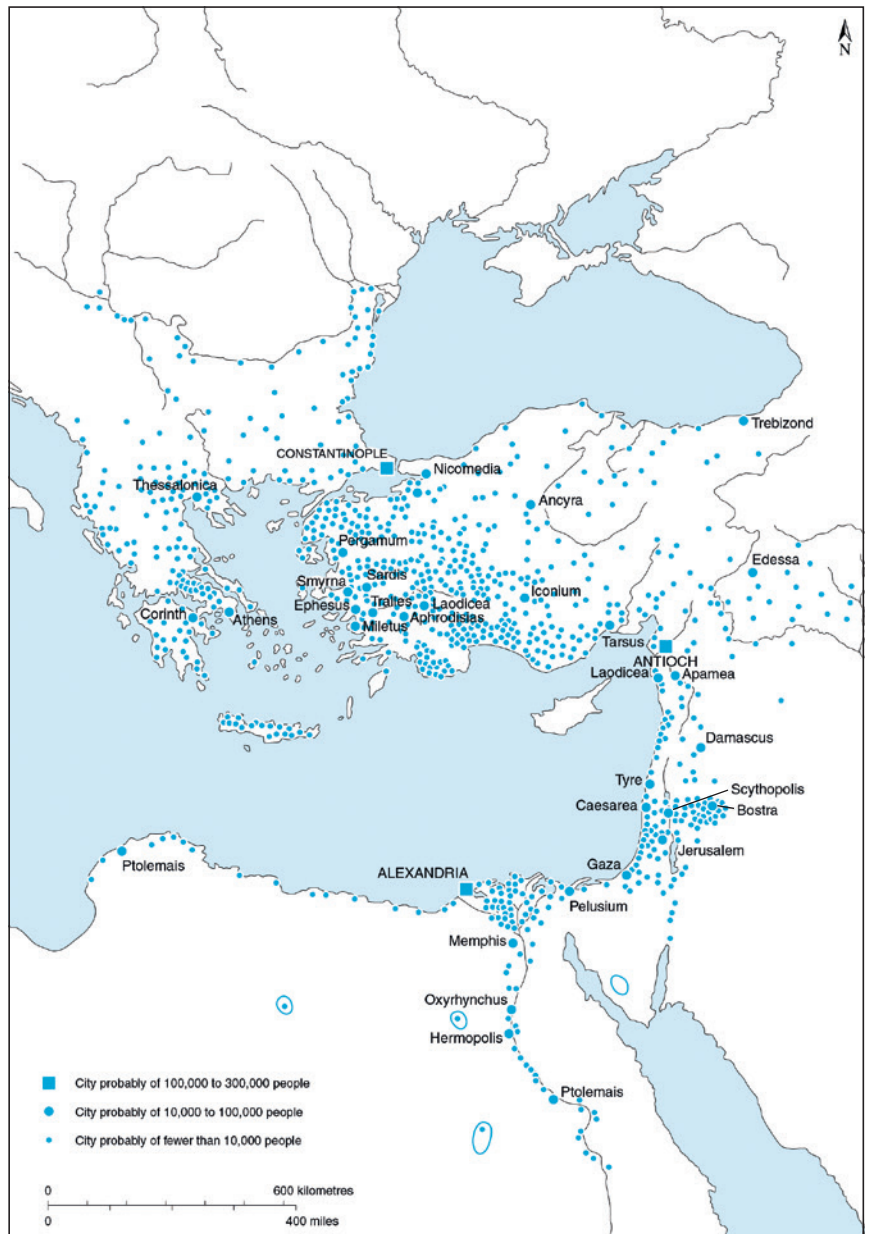 N
Trebizond
CONSTANTINOPLE
Nicomedia
Thessalonica
Ancyra
Pergamum
Edessa
Smyrna
Sardis
Iconium
Ephesus
Tralles
Laodicea
Corinth
Athens
Aphrodisias
Miletus
Tarsus
ANTIOCH
Laodicea
Apamea
Damascus
Tyre
Scythopolis
Caesarea
Bostra
Jerusalem
Ptolemais
Gaza
ALEXANDRIA
Pelusium
Memphis
Oxyrhynchus
Hermopolis
Ptolemais
City probably of 100,000 to 300,000 people
City probably of 10,000 to 100,000 people
City probably of fewer than 10,000 people
0 600 kilometres
0 400 miles